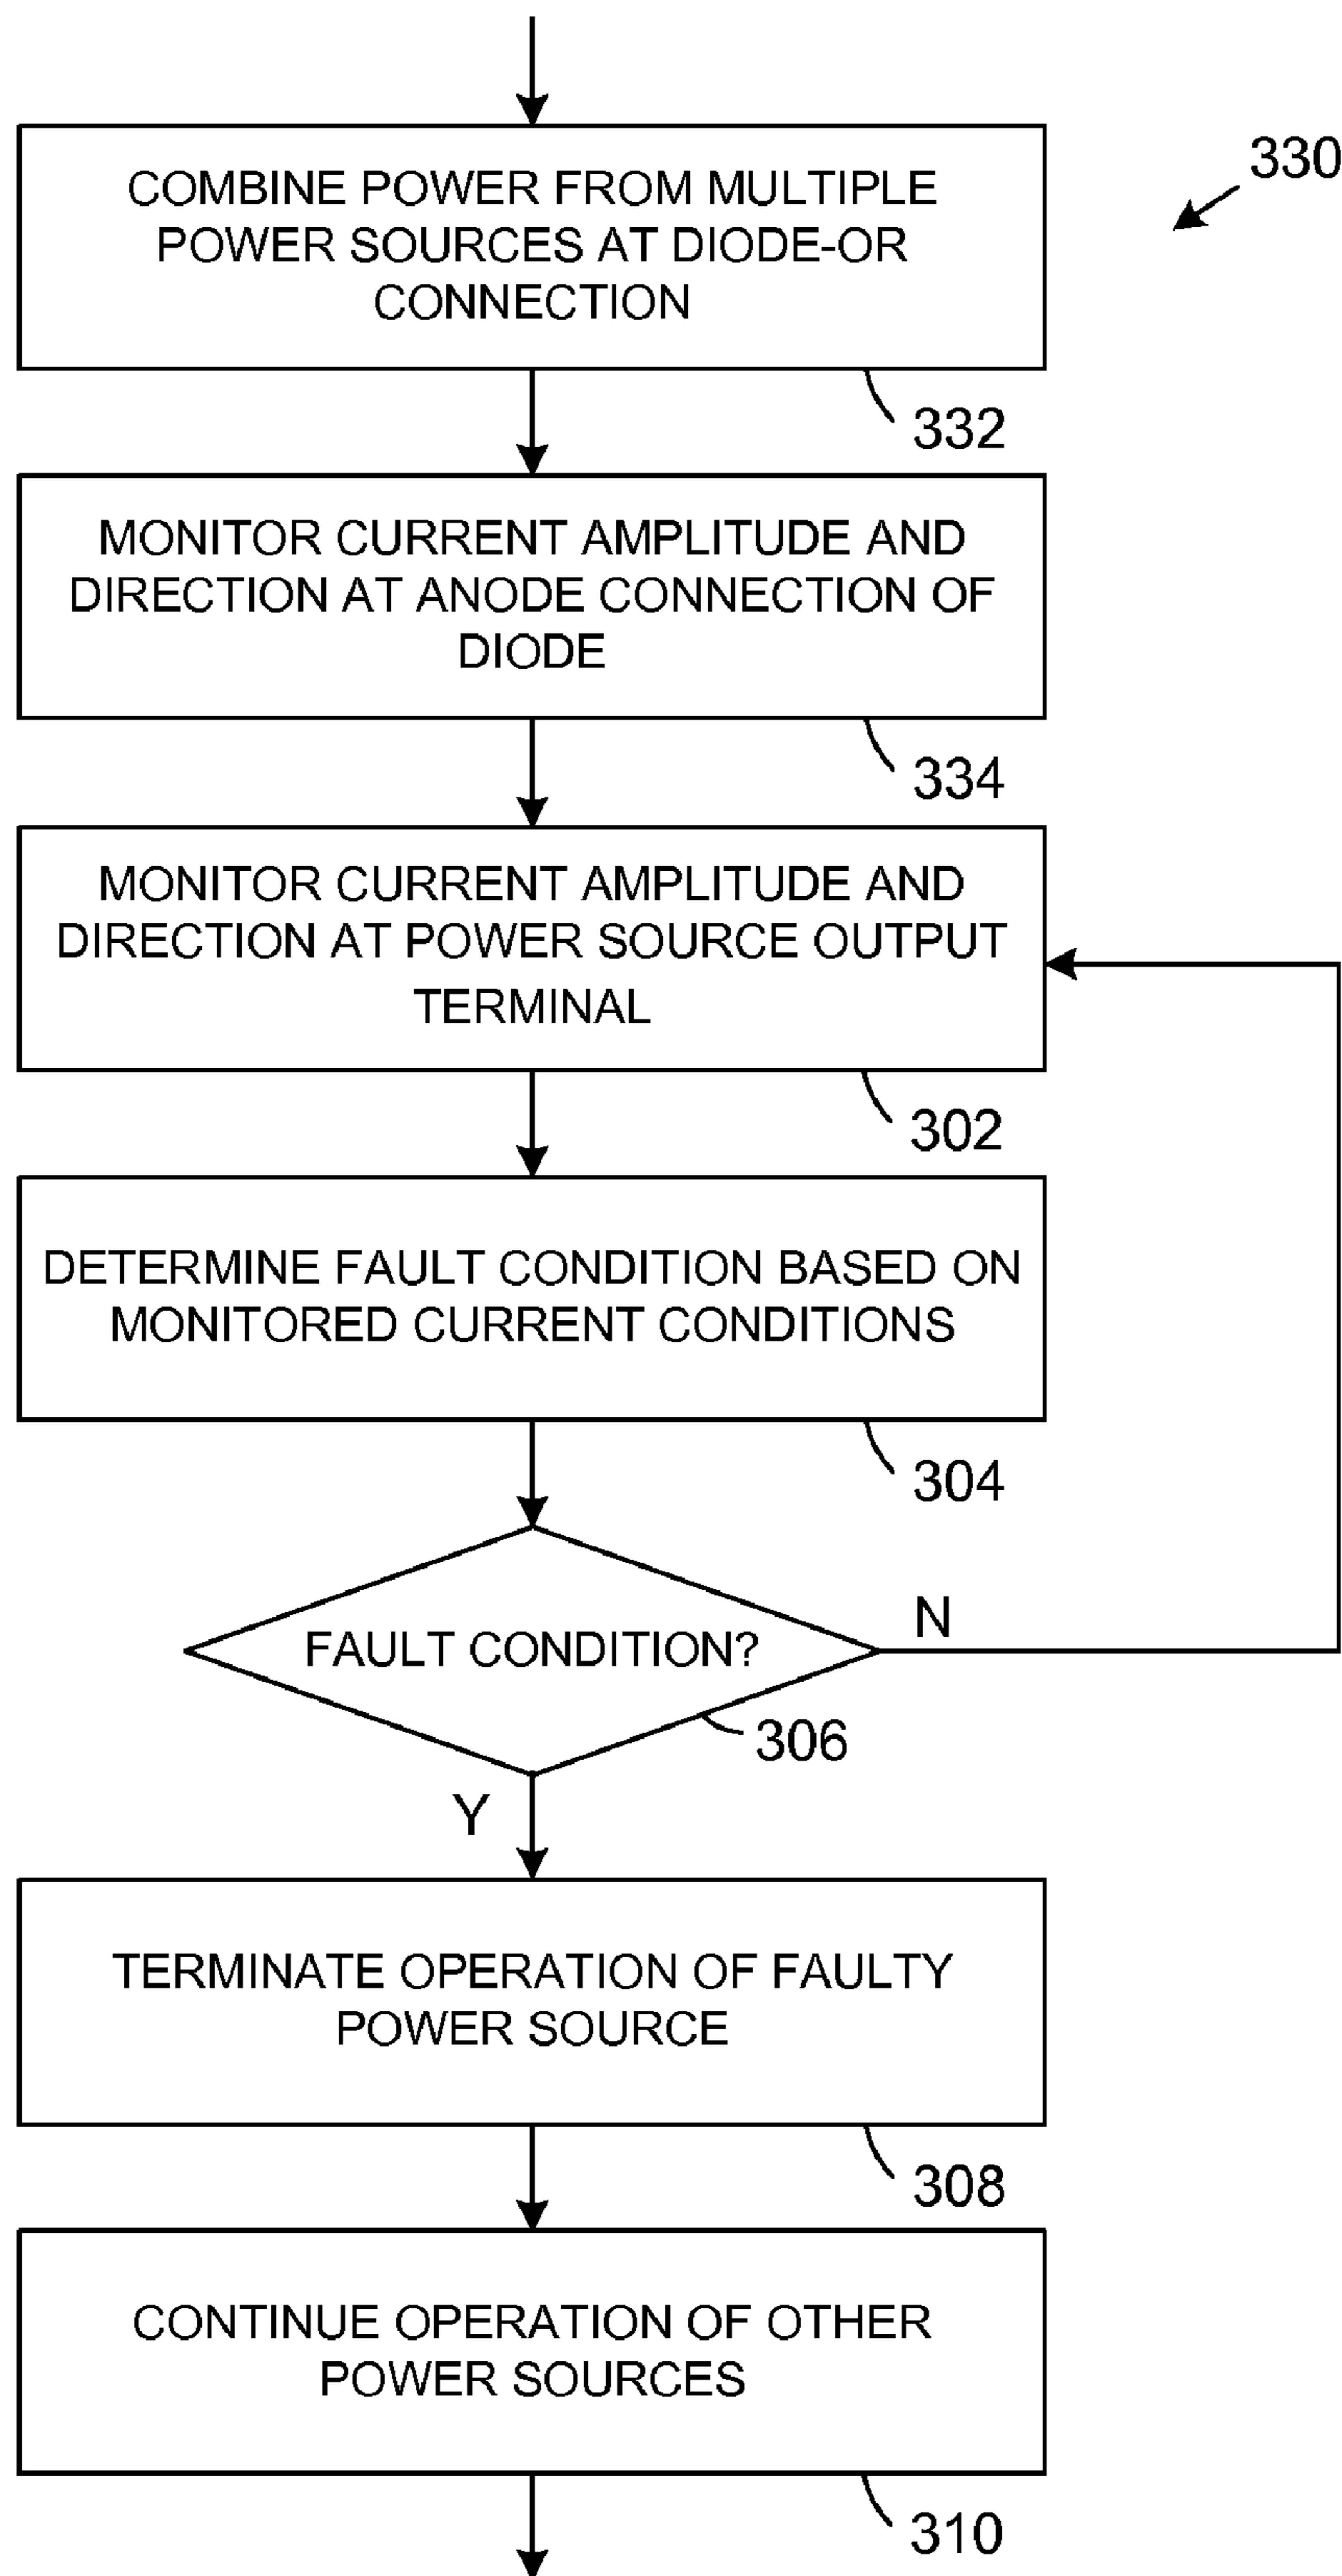 330
COMBINE POWER FROM MULTIPLE
POWER SOURCES AT DIODE-OR
CONNECTION
332
MONITOR CURRENT AMPLITUDE AND
DIRECTION AT ANODE CONNECTION OF
DIODE
334
MONITOR CURRENT AMPLITUDE AND
DIRECTION AT POWER SOURCE OUTPUT
TERMINAL
302
DETERMINE FAULT CONDITION BASED ON
MONITORED CURRENT CONDITIONS
304
FAULT CONDITION?
N
306
Y
TERMINATE OPERATION OF FAULTY
POWER SOURCE
308
CONTINUE OPERATION OF OTHER
POWER SOURCES
310